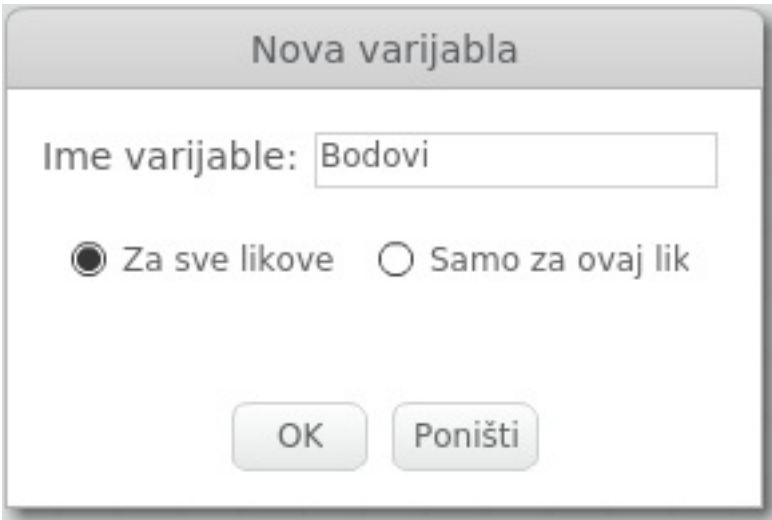 Nova varijabla
Ime varijable: Bodovi
Za sve likove Samo za ovaj lik
OK Poništi